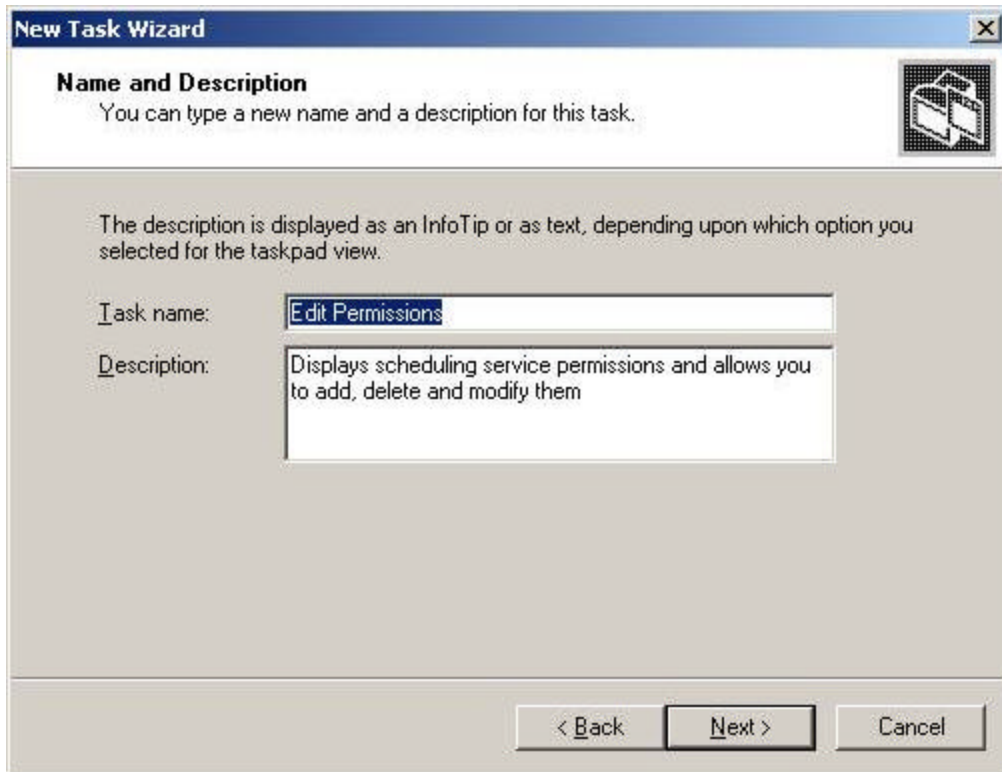 New Task Wizard
Name and Description
You can type a new name and a description for this task.
The description is displayed as an InfoTip or as text, depending upon which option you
selected for the taskpad view.
Task name:
Edit Permissions
Description:
Displays scheduling service permissions and allows you
to add, delete and modify them
< Back
Next >
Cancel